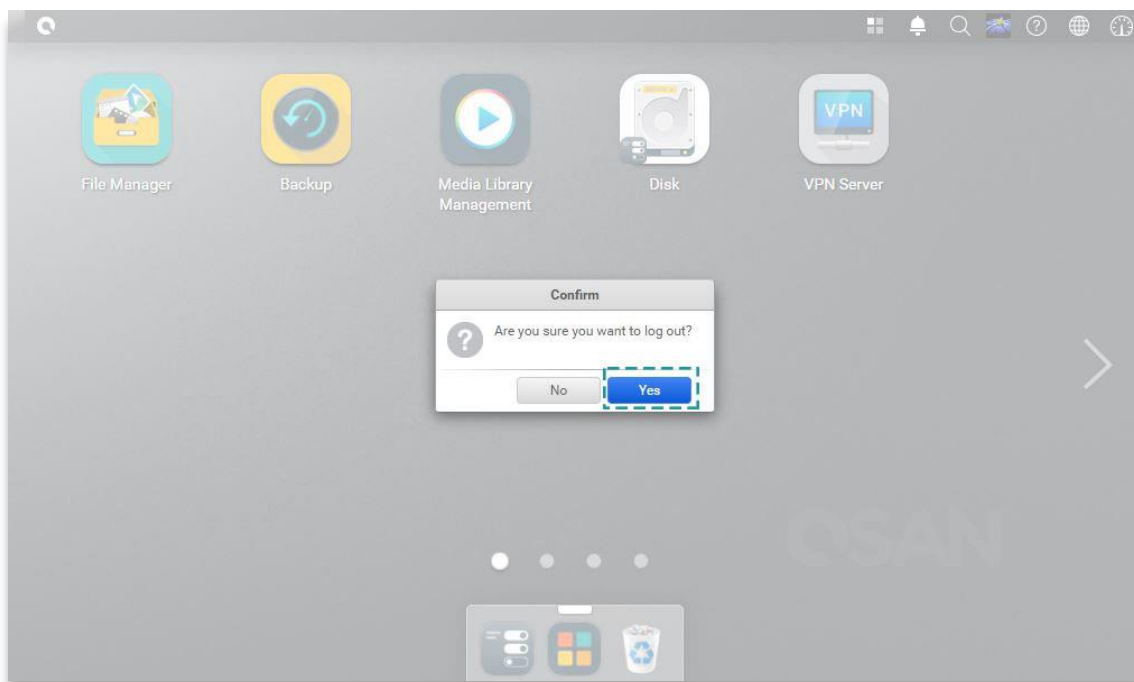 File Manager
Backup
Media Library
Management
Disk
VPN
VPN Server
Confirm
Are you sure you want to log out?
No
Yes
QSAN